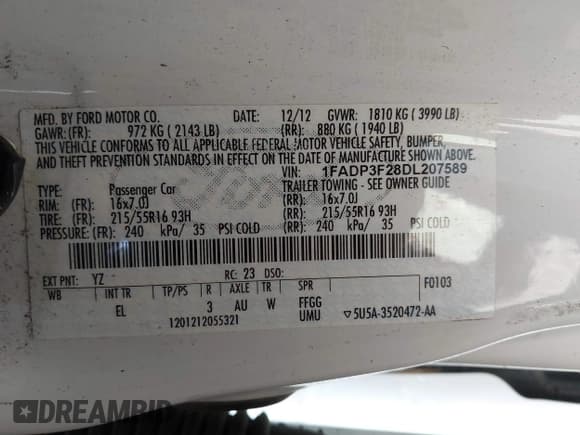 MFD. BY FORD MOTOR CO. DATE: 12/12 GVWR: 1810 KG ( 3990 LB)
GAWR: (FR): 972 KG ( 2143 LB) (RR): 880 KG ( 1940 LB)
THIS VEHICLE CONFORMS TO ALL APPLICABLE FEDERAL MOTOR VEHICLE SAFETY, BUMPER,
AND THEFT PREVENTION STANDARDS IN EFFECT ON THE DATE OF MANUFACTURE SHOWN ABOVE.
VIN: 1FADP3F28DL207589
TYPE: Passenger Car TRAILER TOWING - SEE OWNER GUIDE
RIM: (FR): 16x7.0J (RR): 16x7.0J
TIRE: (FR): 215/55R16 93H (RR): 215/55R16 93H
PRESSURE: (FR): 240 kPa/ 35 PSI COLD (RR): 240 kPa/ 35 PSI COLD
EXT PNT: YZ RC: 23 DSO: F0103
WB INT TR TP/PS R AXLE TR SPR
EL 3 AU W FFGG
UMU
1201212055321 ▽5U5A-3520472-AA
DREAMBID